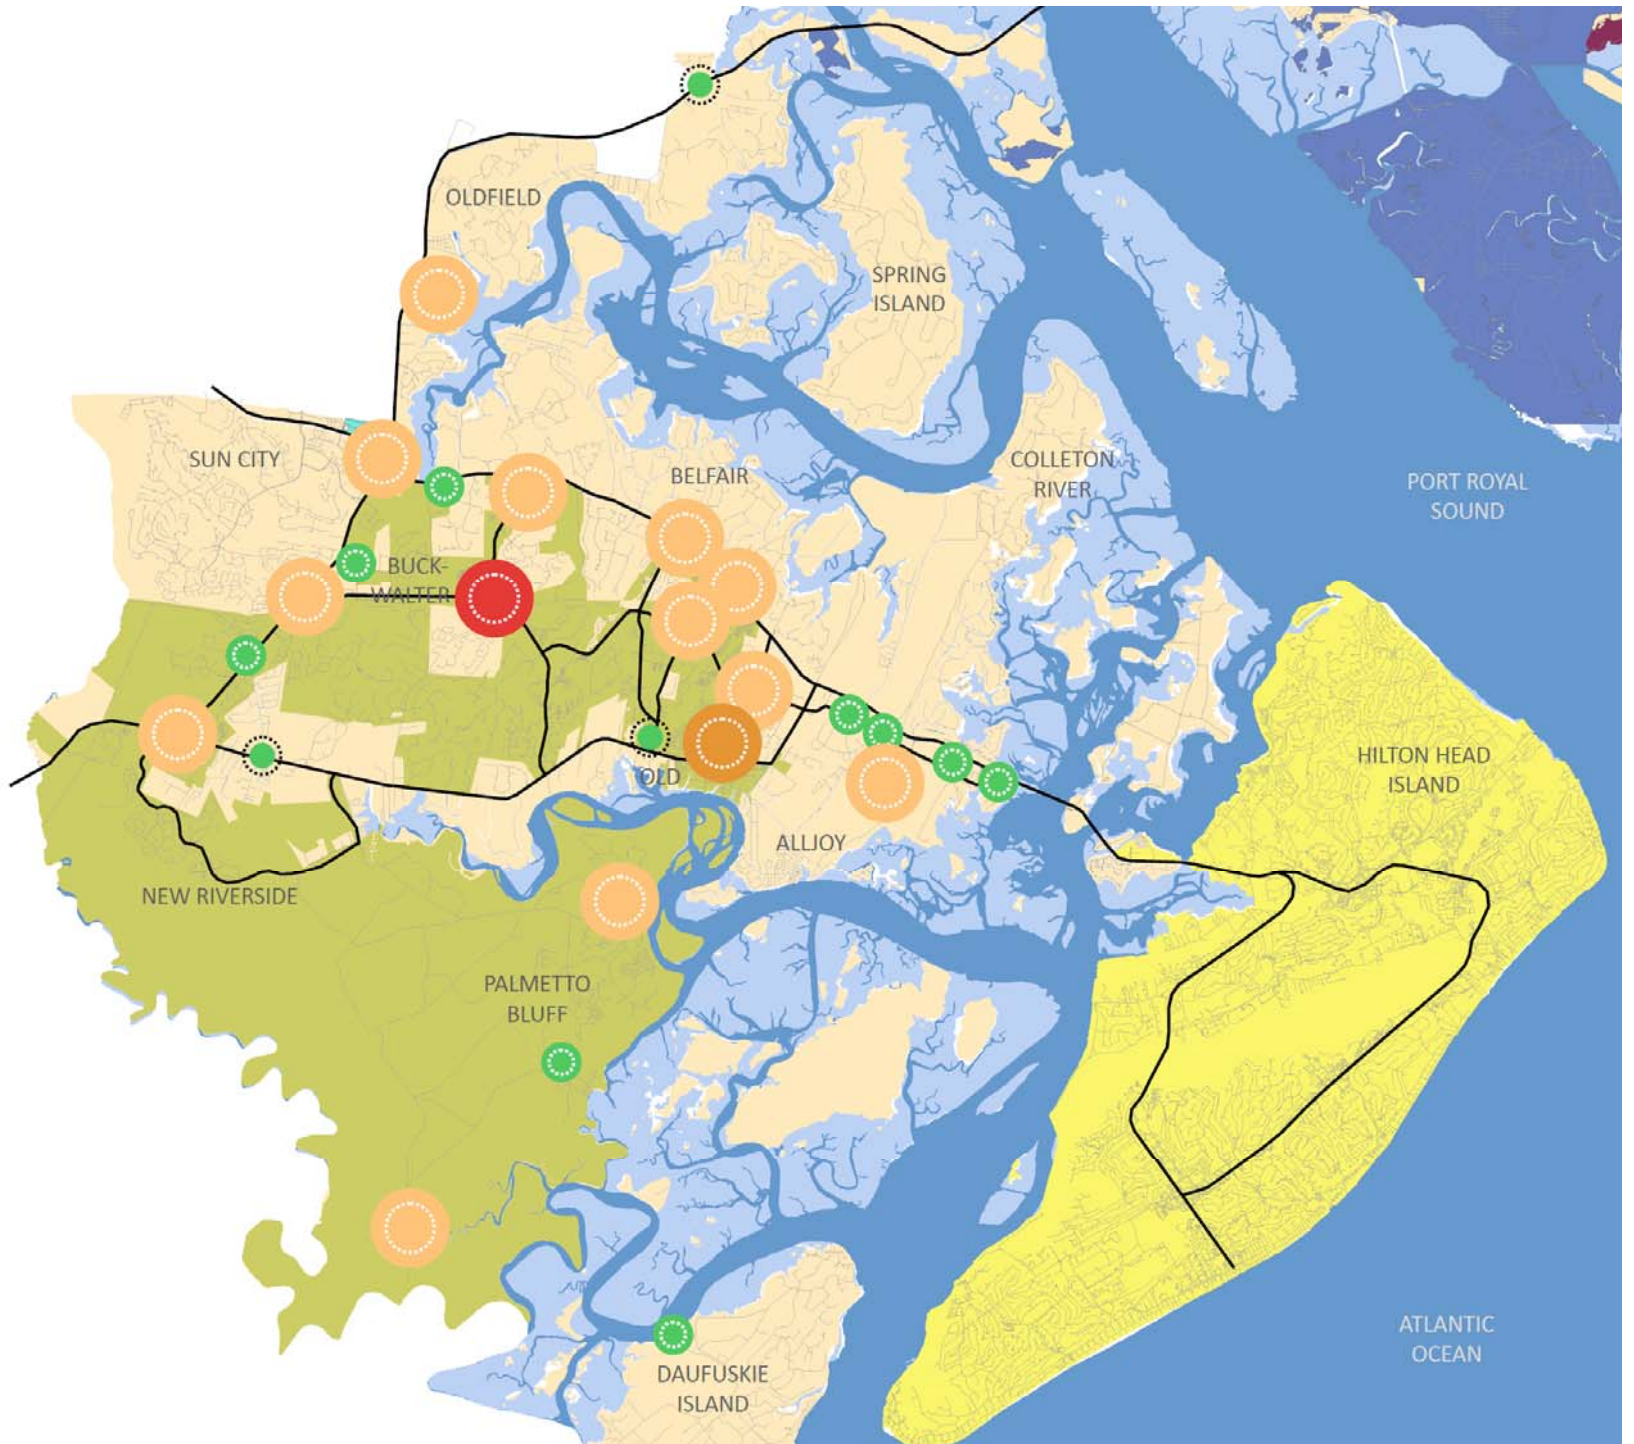 OLDFIELD
SPRING
ISLAND
SUN CITY
BELFAIR
COLLETON
RIVER
PORT ROYAL
SOUND
BUCK-
WALTER
HILTON HEAD
ISLAND
OLD
ALLJOY
NEW RIVERSIDE
PALMETTO
BLUFF
ATLANTIC
OCEAN
DAUFUSKIE
ISLAND